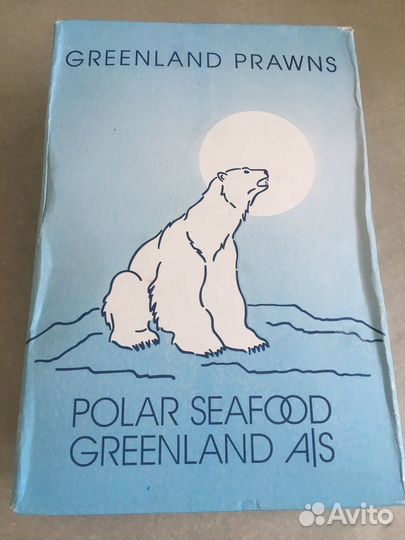 GREENLAND PRAWNS
POLAR SEAFOOD
GREENLAND A|S
Avito